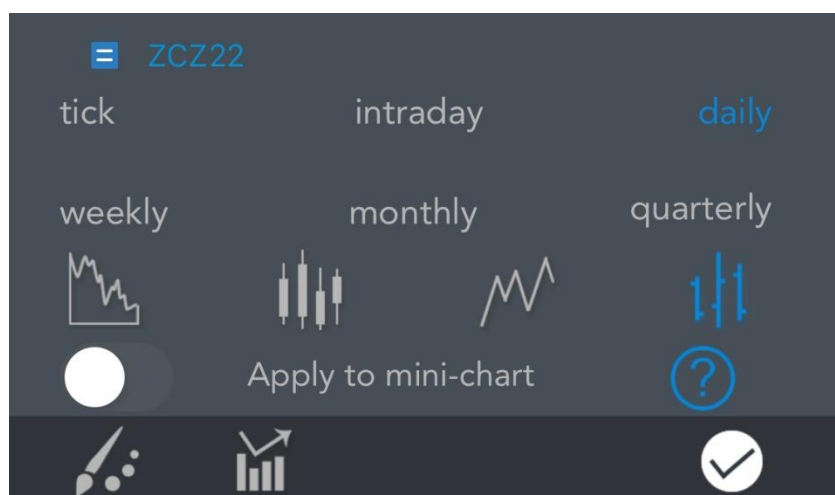 ZCZ22
tick intraday daily
weekly monthly quarterly
Apply to mini-chart ?